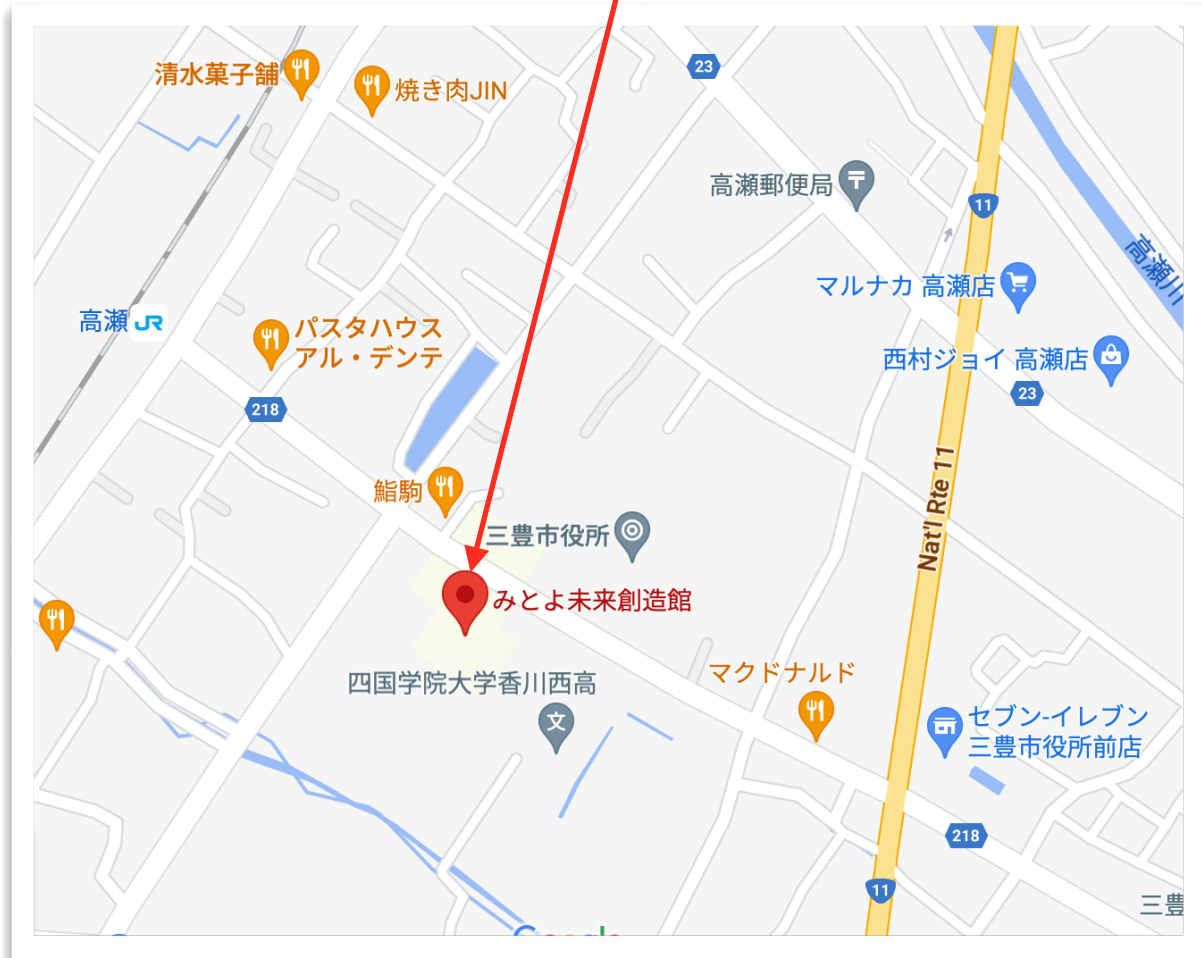 清水菓子舗
焼き肉JIN
23
高瀬郵便局
11
高瀬川
マルナカ 高瀬店
高瀬 JR
パスタハウス
アル・デンテ
西村ジョイ 高瀬店
23
218
Nat'l Rte 11
鮨駒
三豊市役所
みとよ未来創造館
四国学院大学香川西高
文
マクドナルド
セブン-イレブン
三豊市役所前店
218
11
三豊
Google